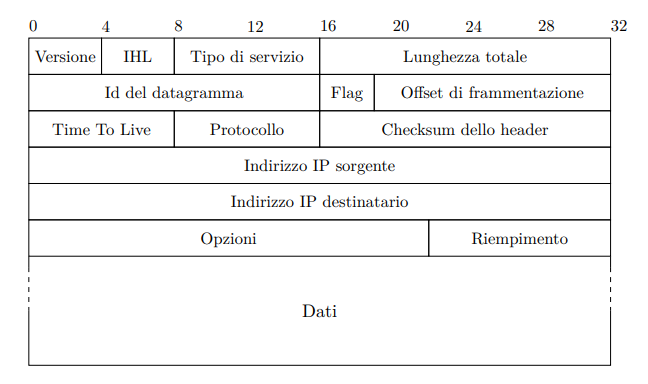 0 4 8 12 16 20 24 28 32
Versione IHL Tipo di servizio Lunghezza totale
Id del datagramma Flag Offset di frammentazione
Time To Live Protocollo Checksum dello header
Indirizzo IP sorgente
Indirizzo IP destinatario
Opzioni Riempimento
Dati